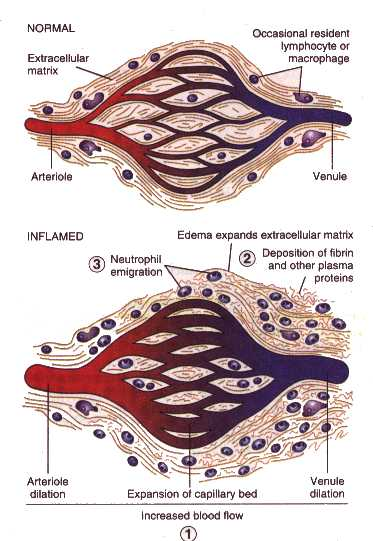 NORMAL
Occasional resident
lymphocyte or
macrophage
Extracellular
matrix
Arteriole
Venule
INFLAMED
Edema expands extracellular matrix
③ Neutrophil
emigration
② Deposition of fibrin
and other plasma
proteins
Arteriole
dilation
Expansion of capillary bed
Venule
dilation
Increased blood flow
①